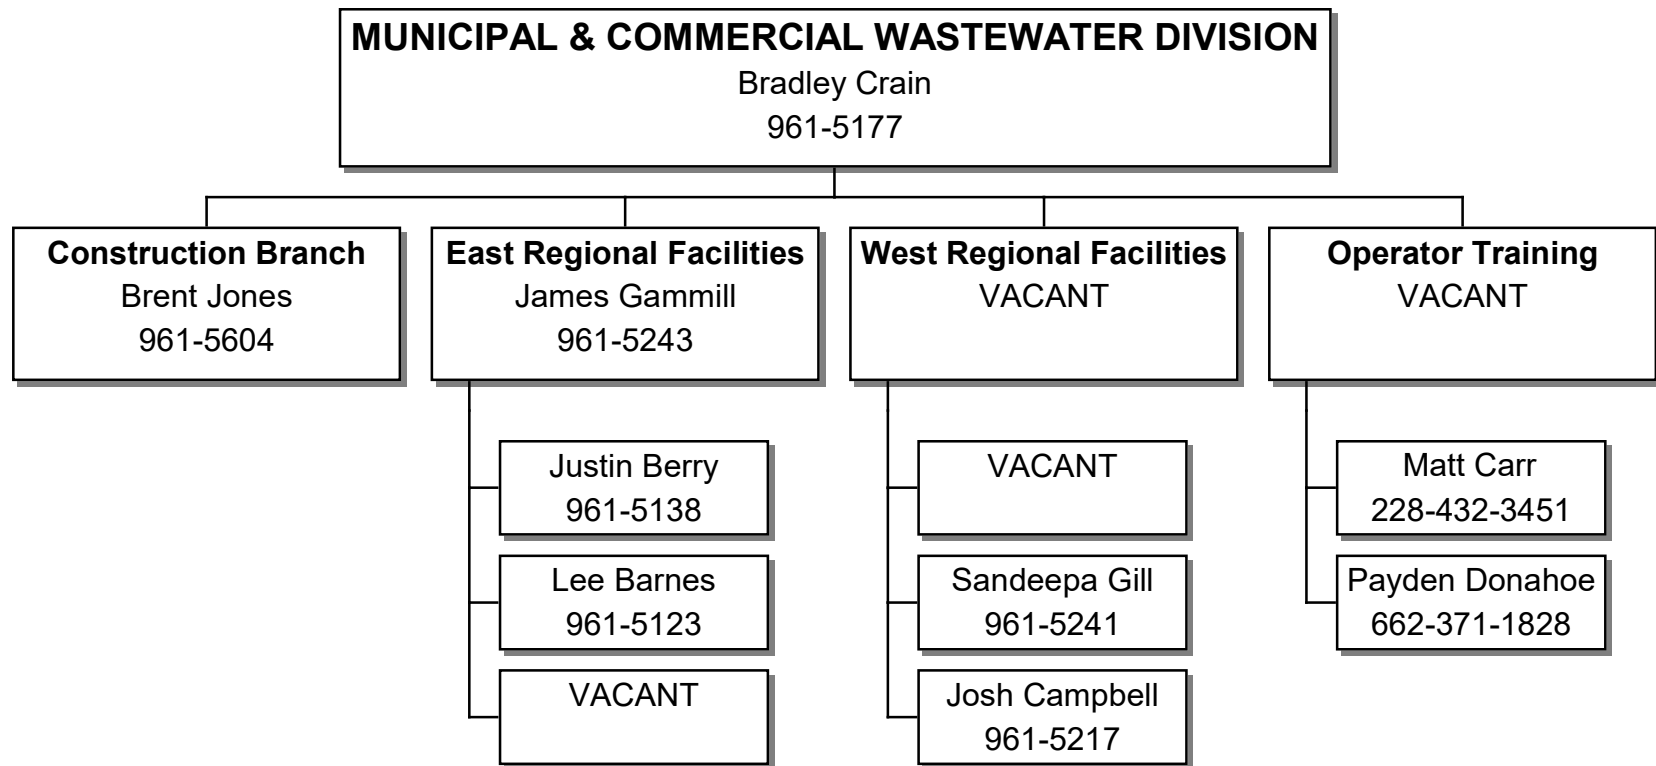 MUNICIPAL & COMMERCIAL WASTEWATER DIVISION
Bradley Crain
961-5177
Construction Branch
Brent Jones
961-5604
East Regional Facilities
James Gammill
961-5243
Justin Berry
961-5138
Lee Barnes
961-5123
VACANT
West Regional Facilities
VACANT
VACANT
Sandeepa Gill
961-5241
Josh Campbell
961-5217
Operator Training
VACANT
Matt Carr
228-432-3451
Payden Donahoe
662-371-1828